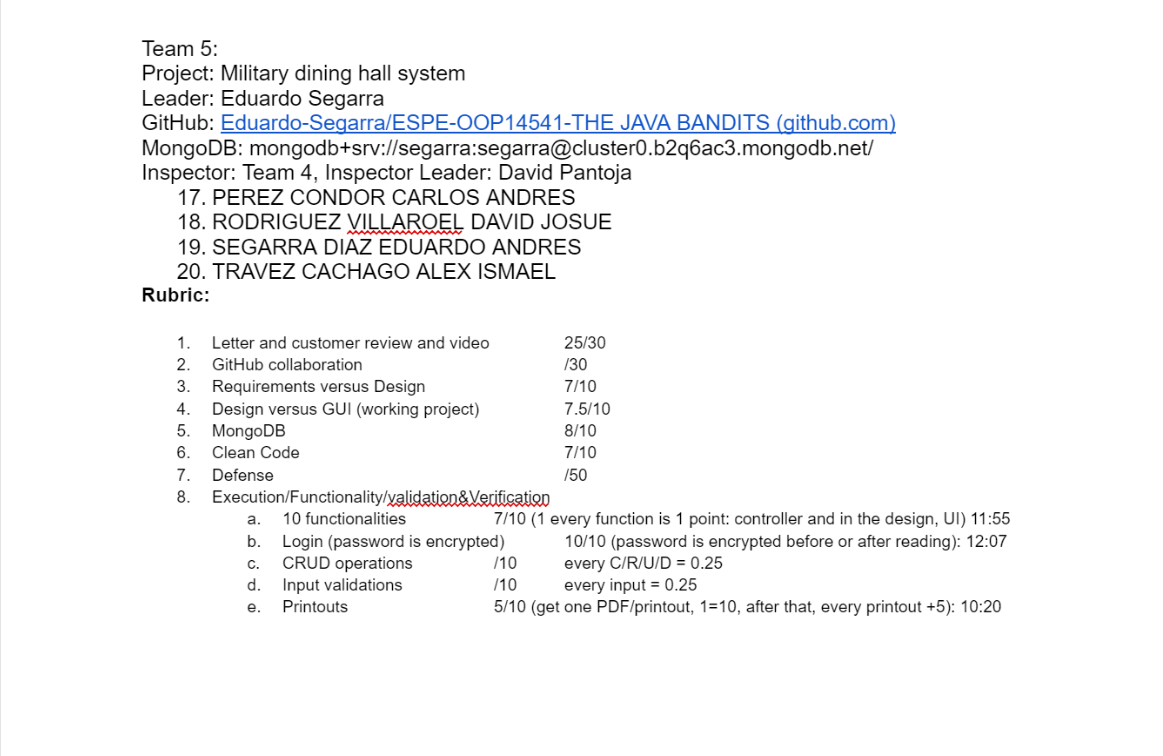 Team 5:
Project: Military dining hall system
Leader: Eduardo Segarra
GitHub: Eduardo-Segarra/ESPE-OOP14541-THE JAVA BANDITS (github.com)
MongoDB: mongodb+srv://segarra:segarra@cluster0.b2q6ac3.mongodb.net/
Inspector: Team 4, Inspector Leader: David Pantoja
17. PEREZ CONDOR CARLOS ANDRES
18. RODRIGUEZ VILLAROEL DAVID JOSUE
19. SEGARRA DIAZ EDUARDO ANDRES
20. TRAVEZ CACHAGO ALEX ISMAEL
Rubric:
1. Letter and customer review and video 25/30
2. GitHub collaboration /30
3. Requirements versus Design 7/10
4. Design versus GUI (working project) 7.5/10
5. MongoDB 8/10
6. Clean Code 7/10
7. Defense /50
8. Execution/Functionality/validation&Verification
a. 10 functionalities 7/10 (1 every function is 1 point: controller and in the design, UI) 11:55
b. Login (password is encrypted) 10/10 (password is encrypted before or after reading): 12:07
c. CRUD operations /10 every C/R/U/D = 0.25
d. Input validations /10 every input = 0.25
e. Printouts 5/10 (get one PDF/printout, 1=10, after that, every printout +5): 10:20